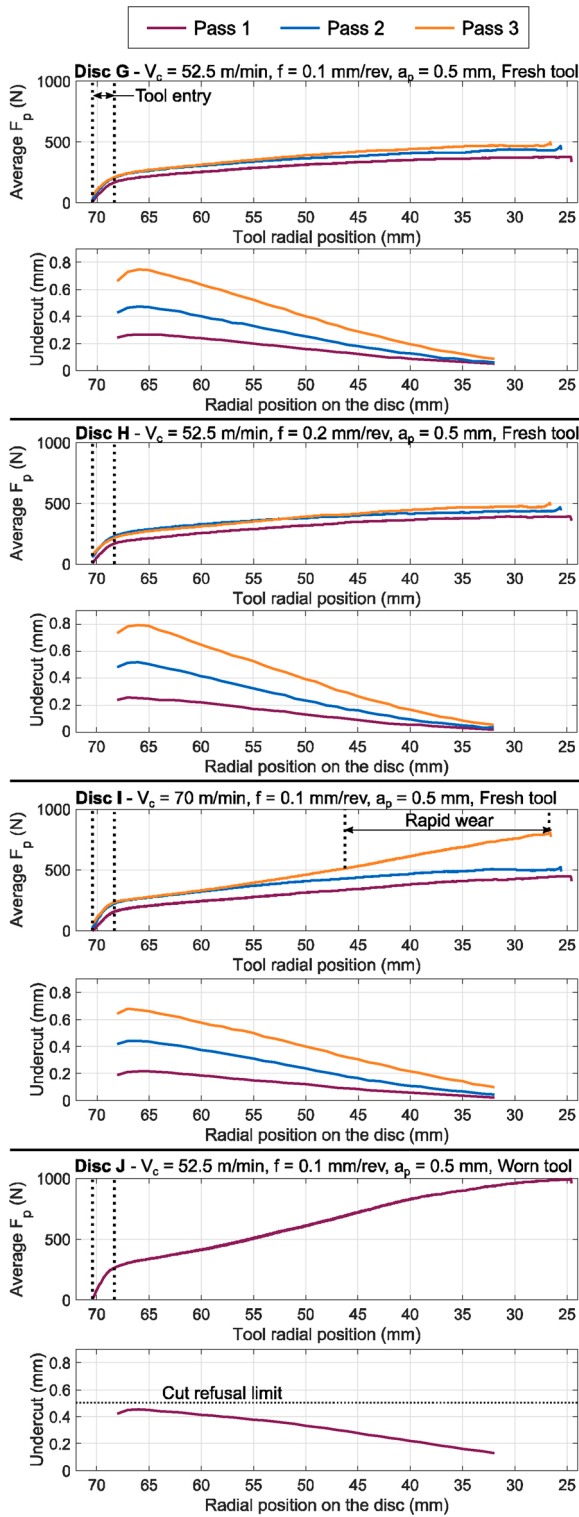 Pass 1 Pass 2 Pass 3
Disc G - V_c = 52.5 m/min, f = 0.1 mm/rev, a_p = 0.5 mm, Fresh tool
Tool entry
Average F_p (N)
1000
500
0
70 65 60 55 50 45 40 35 30 25
Tool radial position (mm)
Undercut (mm)
0.8
0.6
0.4
0.2
0
70 65 60 55 50 45 40 35 30 25
Radial position on the disc (mm)
Disc H - V_c = 52.5 m/min, f = 0.2 mm/rev, a_p = 0.5 mm, Fresh tool
Average F_p (N)
1000
500
0
70 65 60 55 50 45 40 35 30 25
Tool radial position (mm)
Undercut (mm)
0.8
0.6
0.4
0.2
0
70 65 60 55 50 45 40 35 30 25
Radial position on the disc (mm)
Disc I - V_c = 70 m/min, f = 0.1 mm/rev, a_p = 0.5 mm, Fresh tool
Rapid wear
Average F_p (N)
1000
500
0
70 65 60 55 50 45 40 35 30 25
Tool radial position (mm)
Undercut (mm)
0.8
0.6
0.4
0.2
0
70 65 60 55 50 45 40 35 30 25
Radial position on the disc (mm)
Disc J - V_c = 52.5 m/min, f = 0.1 mm/rev, a_p = 0.5 mm, Worn tool
Average F_p (N)
1000
500
0
70 65 60 55 50 45 40 35 30 25
Tool radial position (mm)
Undercut (mm)
0.8
0.6
0.4
0.2
0
Cut refusal limit
70 65 60 55 50 45 40 35 30 25
Radial position on the disc (mm)